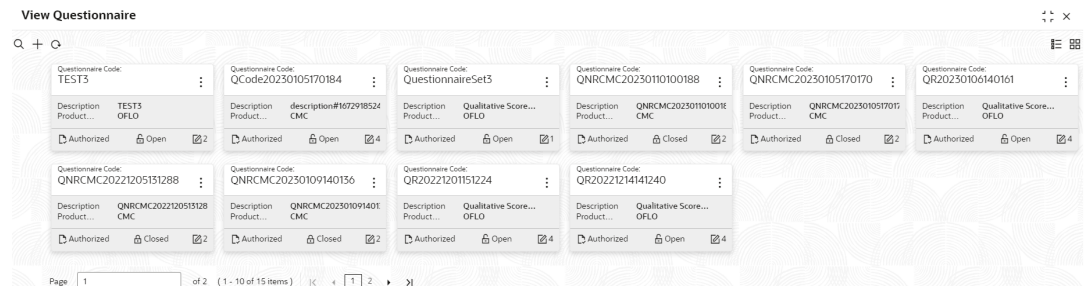 View Questionnaire
Questionnaire Code:
TEST3
Description TEST3
Product... OFLO
Authorized Open 2
Questionnaire Code:
QCode20230105170184
Description description#1672918524
Product... CMC
Authorized Open 4
Questionnaire Code:
QuestionnaireSet3
Description Qualitative Score...
Product... OFLO
Authorized Open 1
Questionnaire Code:
QNRCMC20230110100188
Description QNRCMC2023011010018
Product... CMC
Authorized Closed 2
Questionnaire Code:
QNRCMC20230105170170
Description QNRCMC2023010517017
Product... CMC
Authorized Closed 2
Questionnaire Code:
QR20230106140161
Description Qualitative Score...
Product... OFLO
Authorized Open 4
Questionnaire Code:
QNRCMC20221205131288
Description QNRCMC2022120513128
Product... CMC
Authorized Closed 2
Questionnaire Code:
QNRCMC20230109140136
Description QNRCMC202301091401
Product... CMC
Authorized Closed 2
Questionnaire Code:
QR20221201151224
Description Qualitative Score...
Product... OFLO
Authorized Open 4
Questionnaire Code:
QR20221214141240
Description Qualitative Score...
Product... OFLO
Authorized Open 4
Page 1 of 2 (1 - 10 of 15 items) 1 2